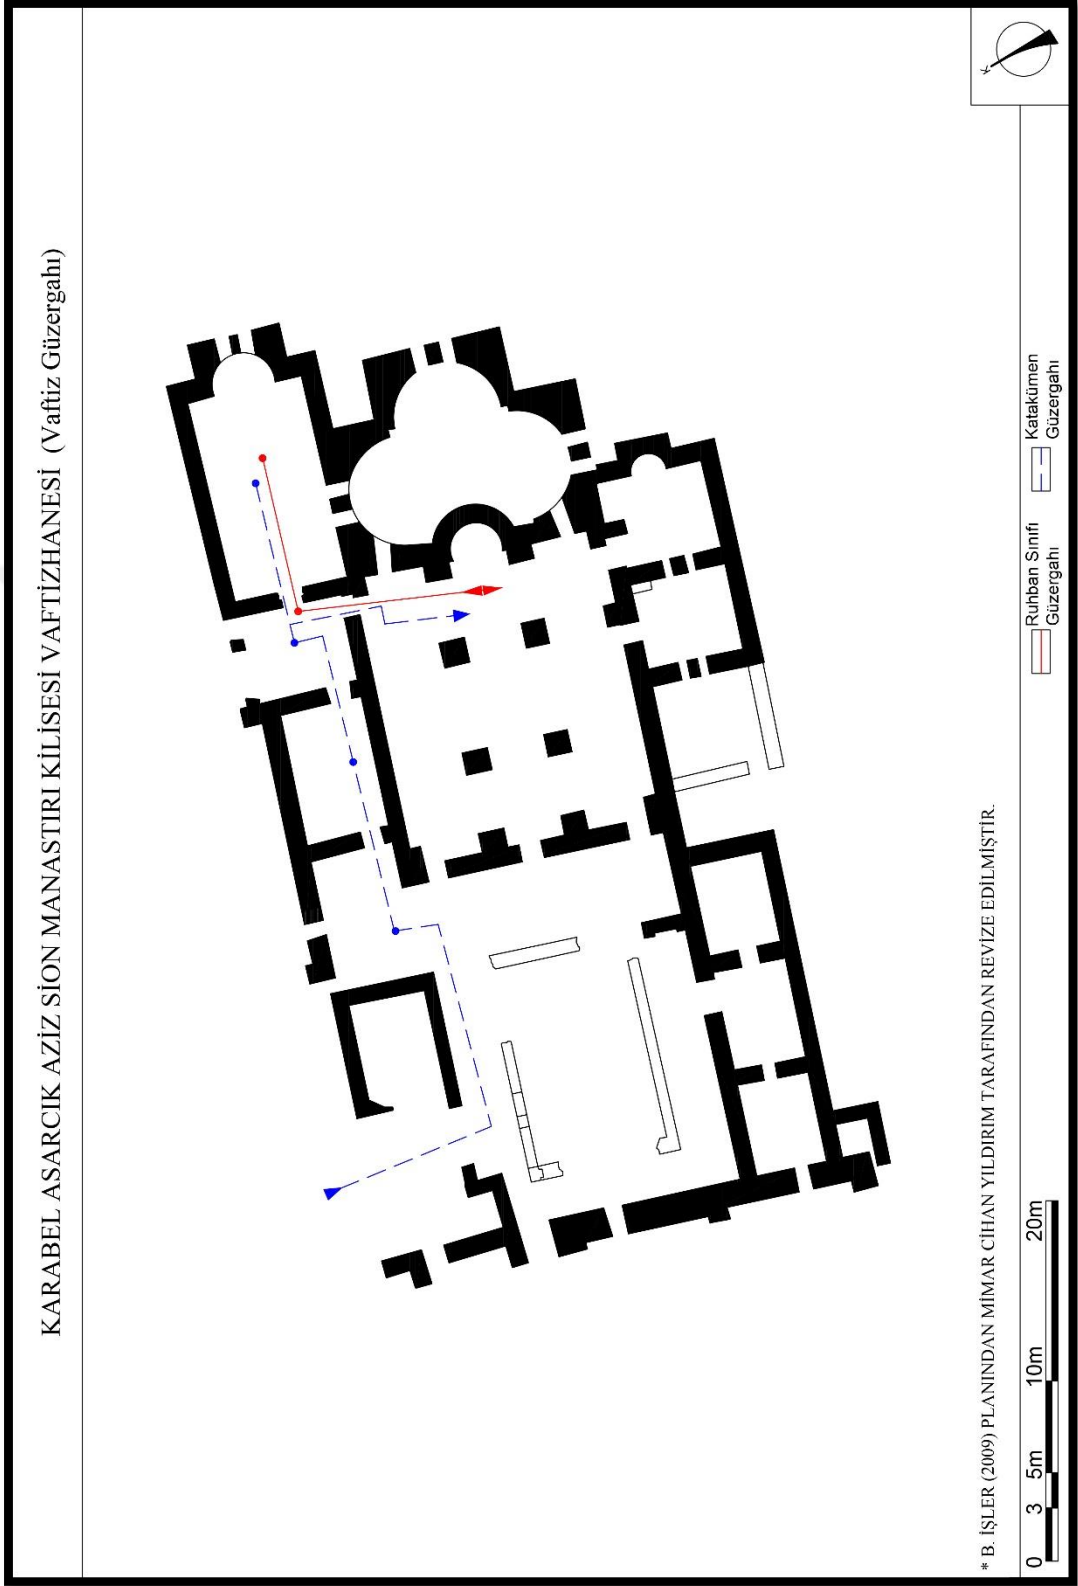 KARABEL ASARCIK AZİZ SİON MANASTIRI KİLİSESİ VAFTİZHANESİ (Vaftiz Güzergahı)
K
* B. İŞLER (2009) PLANINDAN MİMAR CİHAN YILDIRIM TARAFINDAN REVİZE EDİLMİŞTİR.
0 3 5m 10m 20m
Ruhban Sınıfı
Güzergahı
Katakümen
Güzergahı